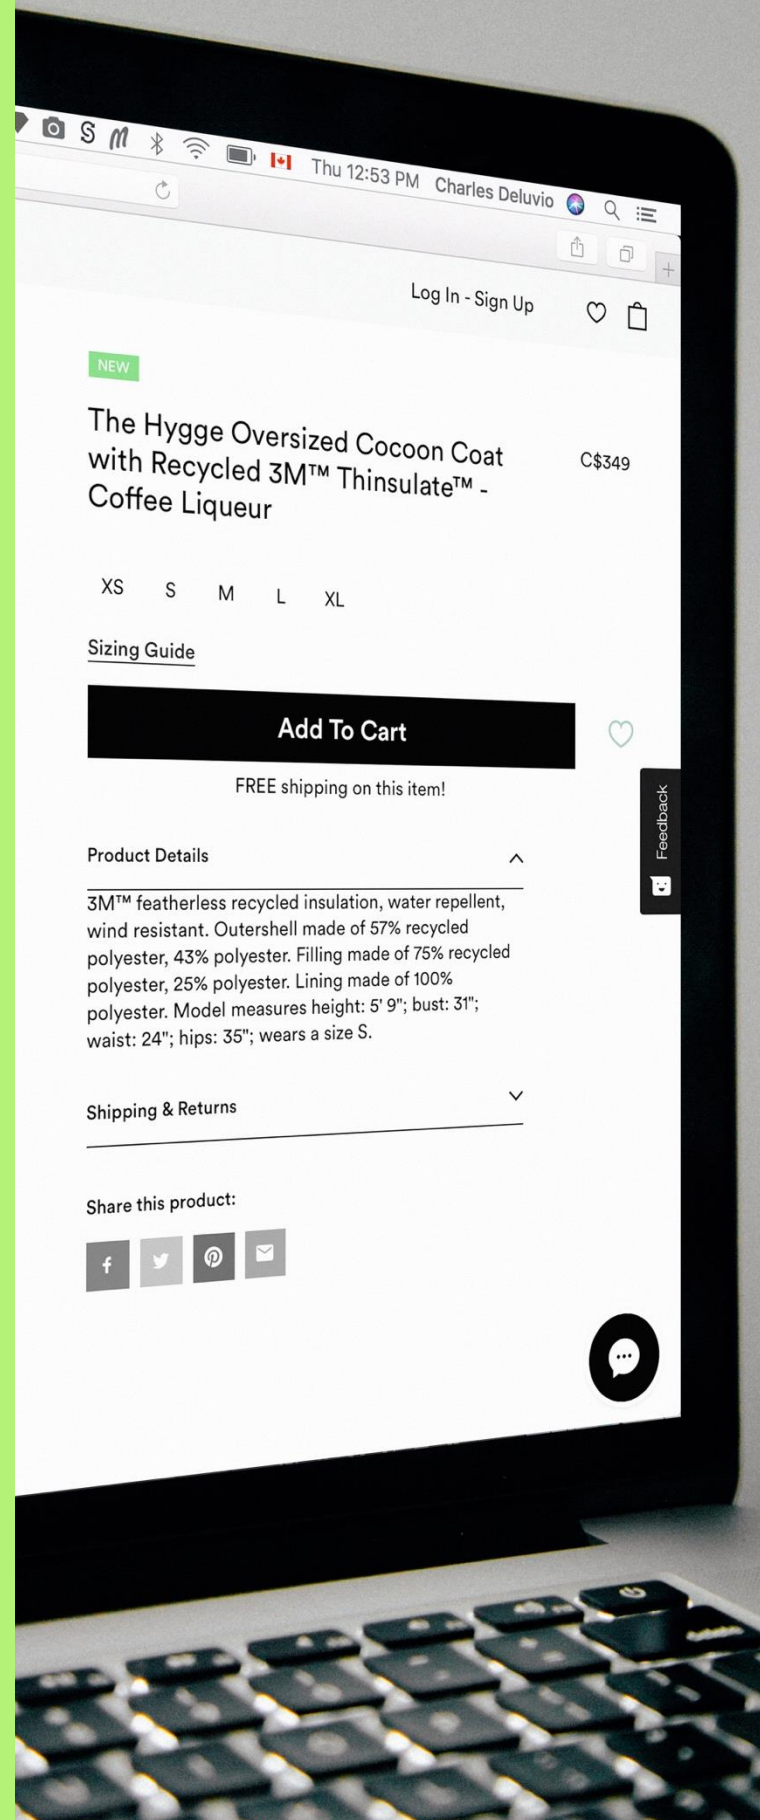 Thu 12:53 PM Charles Deluvio
Log In - Sign Up
NEW
The Hygge Oversized Cocoon Coat
with Recycled 3M™ Thinsulate™ -
Coffee Liqueur
C$349
XS S M L XL
Sizing Guide
Add To Cart
FREE shipping on this item!
Feedback
Product Details
3M™ featherless recycled insulation, water repellent,
wind resistant. Outershell made of 57% recycled
polyester, 43% polyester. Filling made of 75% recycled
polyester, 25% polyester. Lining made of 100%
polyester. Model measures height: 5' 9"; bust: 31";
waist: 24"; hips: 35"; wears a size S.
Shipping & Returns
Share this product: